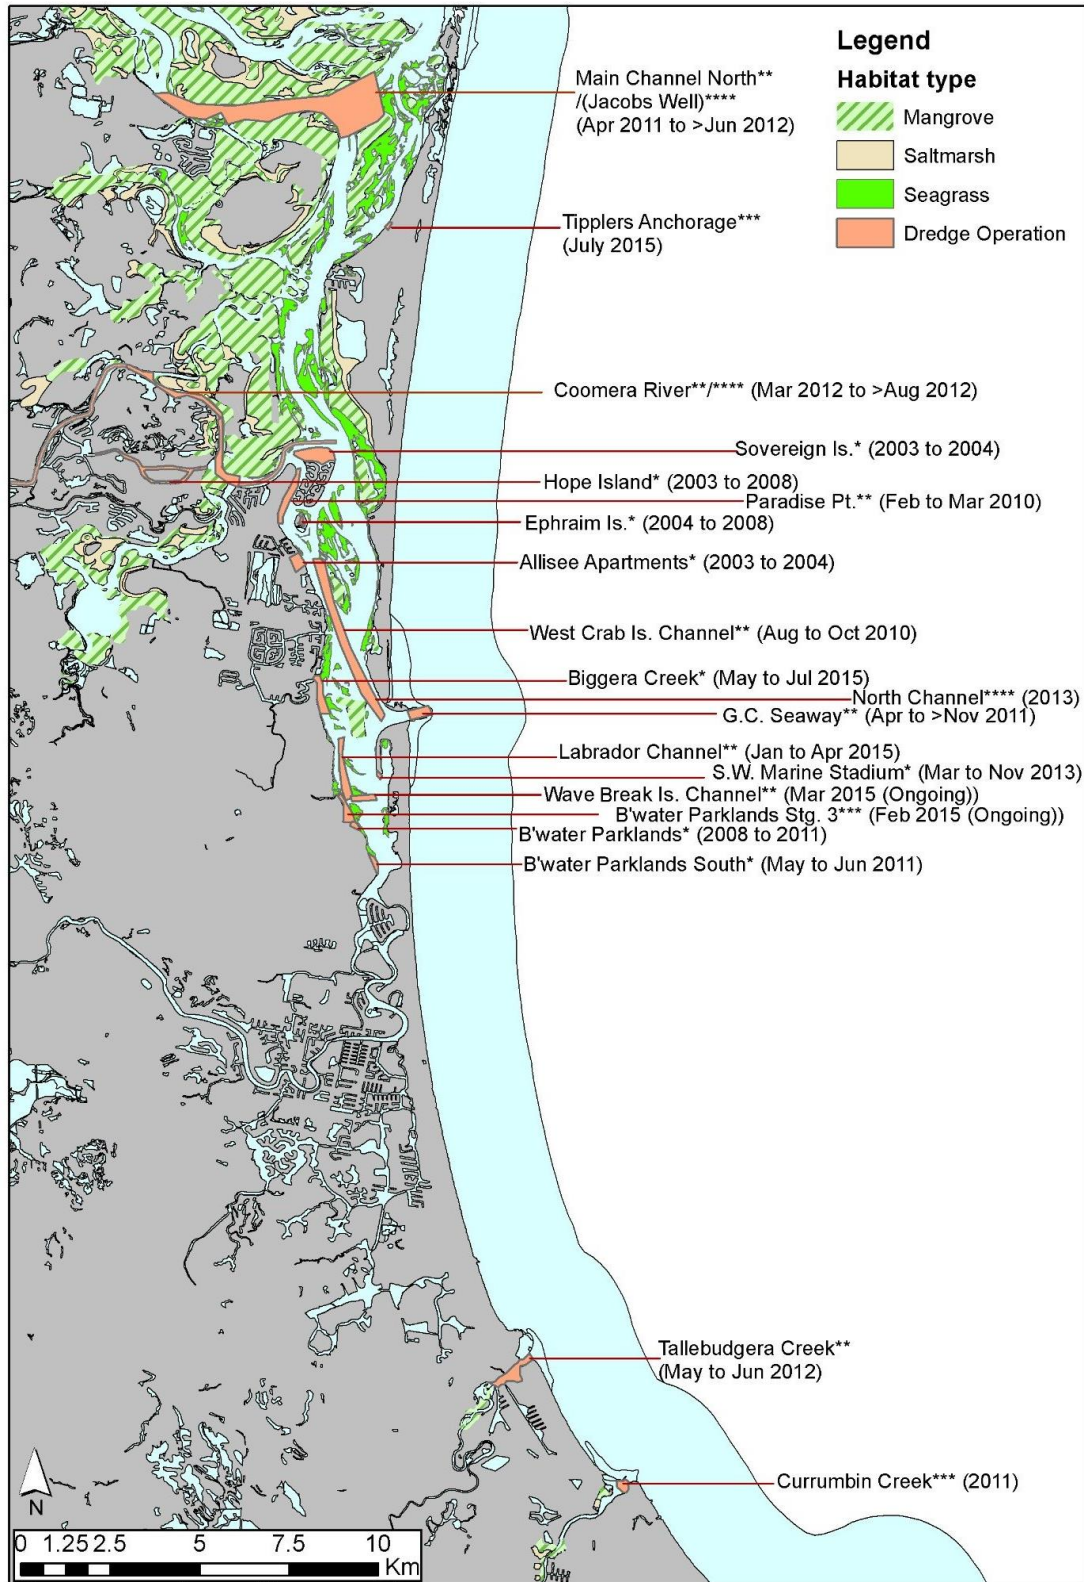 Legend
Habitat type
Mangrove
Saltmarsh
Seagrass
Dredge Operation
Main Channel North**
/(Jacobs Well)****
(Apr 2011 to >Jun 2012)
Tipplers Anchorage***
(July 2015)
Coomera River**/**** (Mar 2012 to >Aug 2012)
Sovereign Is.* (2003 to 2004)
Hope Island* (2003 to 2008)
Paradise Pt.** (Feb to Mar 2010)
Ephraim Is.* (2004 to 2008)
Allisee Apartments* (2003 to 2004)
West Crab Is. Channel** (Aug to Oct 2010)
Biggera Creek* (May to Jul 2015)
North Channel**** (2013)
G.C. Seaway** (Apr to >Nov 2011)
Labrador Channel** (Jan to Apr 2015)
S.W. Marine Stadium* (Mar to Nov 2013)
Wave Break Is. Channel** (Mar 2015 (Ongoing))
B'water Parklands Stg. 3*** (Feb 2015 (Ongoing))
B'water Parklands* (2008 to 2011)
B'water Parklands South* (May to Jun 2011)
Tallebudgera Creek**
(May to Jun 2012)
Currumbin Creek*** (2011)
N
0 1.25 2.5 5 7.5 10
Km